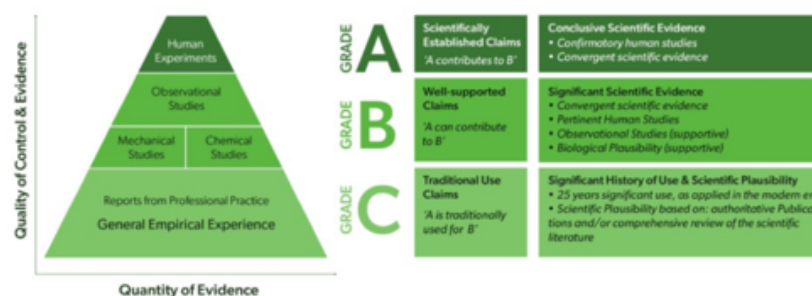 Quality of Control & Evidence
Human
Experiments
Observational
Studies
Mechanical
Studies
Chemical
Studies
Reports from Professional Practice
General Empirical Experience
Quantity of Evidence
GRADE A
Scientifically
Established Claims
'A contributes to B'
Conclusive Scientific Evidence
• Confirmatory human studies
• Convergent scientific evidence
GRADE B
Well-supported
Claims
'A can contribute
to B'
Significant Scientific Evidence
• Convergent scientific evidence
• Pertinent Human Studies
• Observational Studies (supportive)
• Biological Plausibility (supportive)
GRADE C
Traditional Use
Claims
'A is traditionally
used for B'
Significant History of Use & Scientific Plausibility
• 25 years significant use, as applied in the modern
• Scientific Plausibility based on: authoritative Publica
tions and/or comprehensive review of the scientific
literature